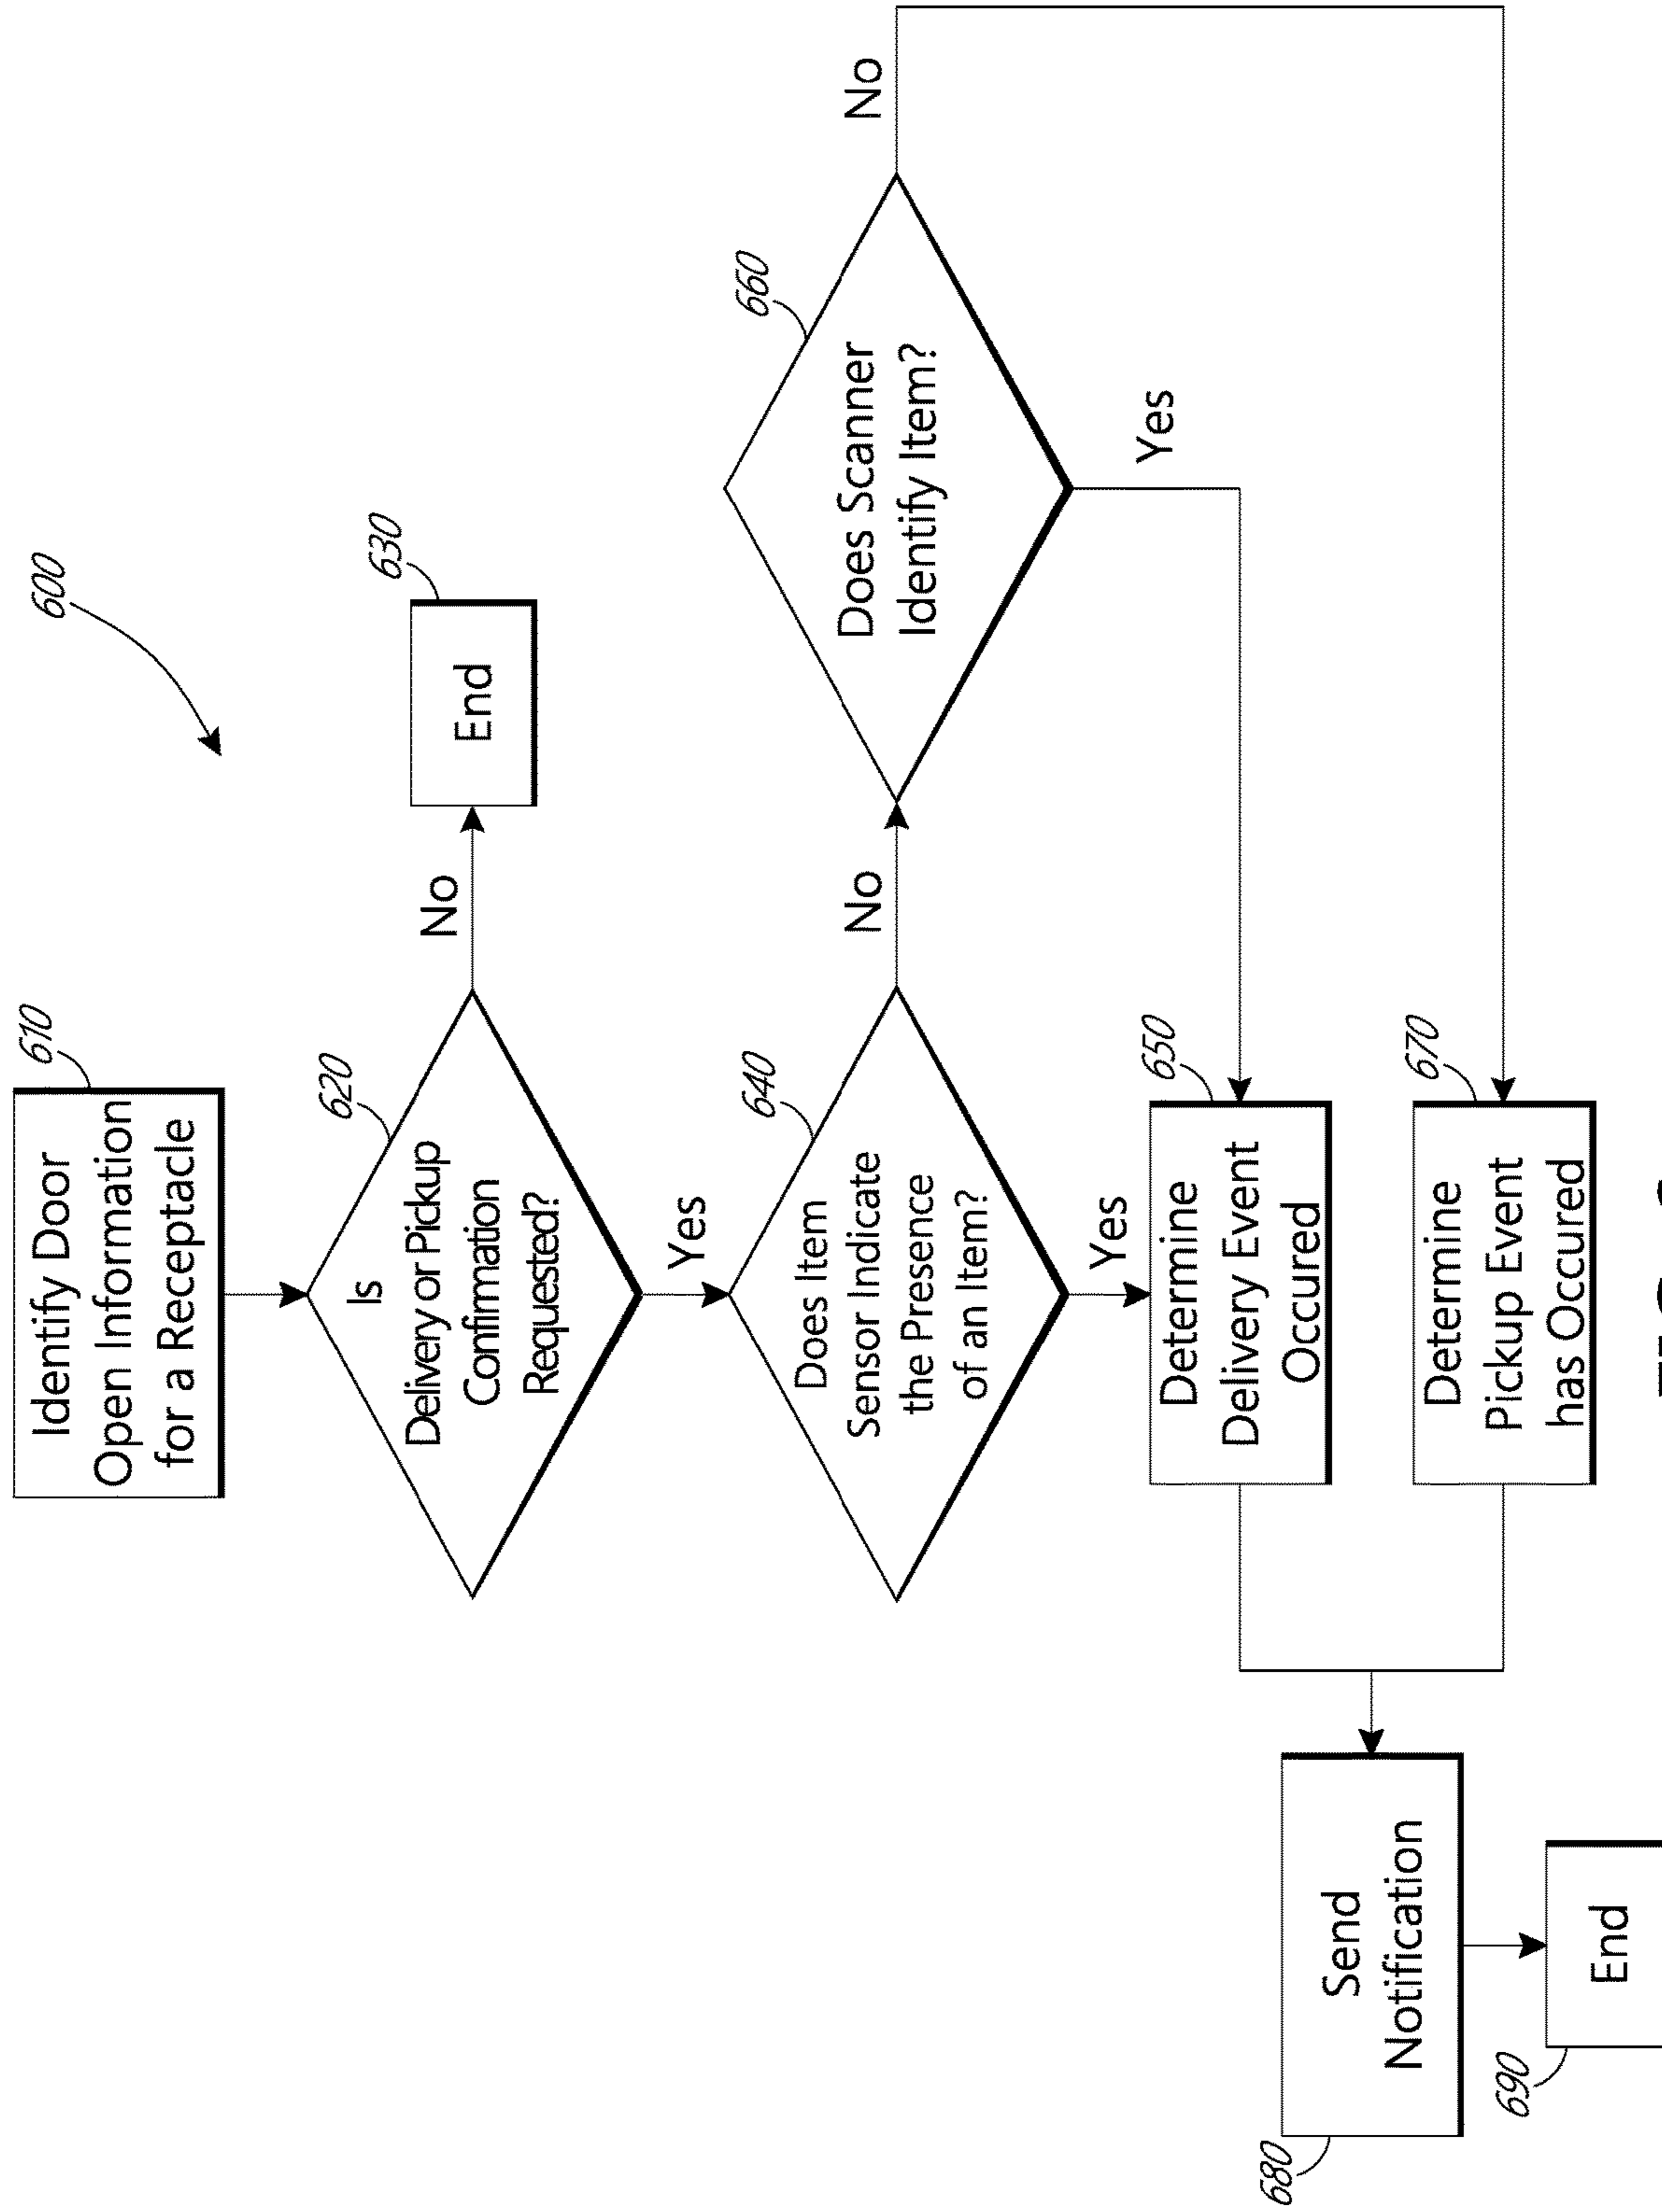 600
610
Identify Door
Open Information
for a Receptacle
620
Is
Delivery or Pickup
Confirmation
Requested?
No
630
End
Yes
640
Does Item
Sensor Indicate
the Presence
of an Item?
No
660
Does Scanner
Identify Item?
No
Yes
Yes
650
Determine
Delivery Event
Occured
670
Determine
Pickup Event
has Occured
680
Send
Notification
690
End